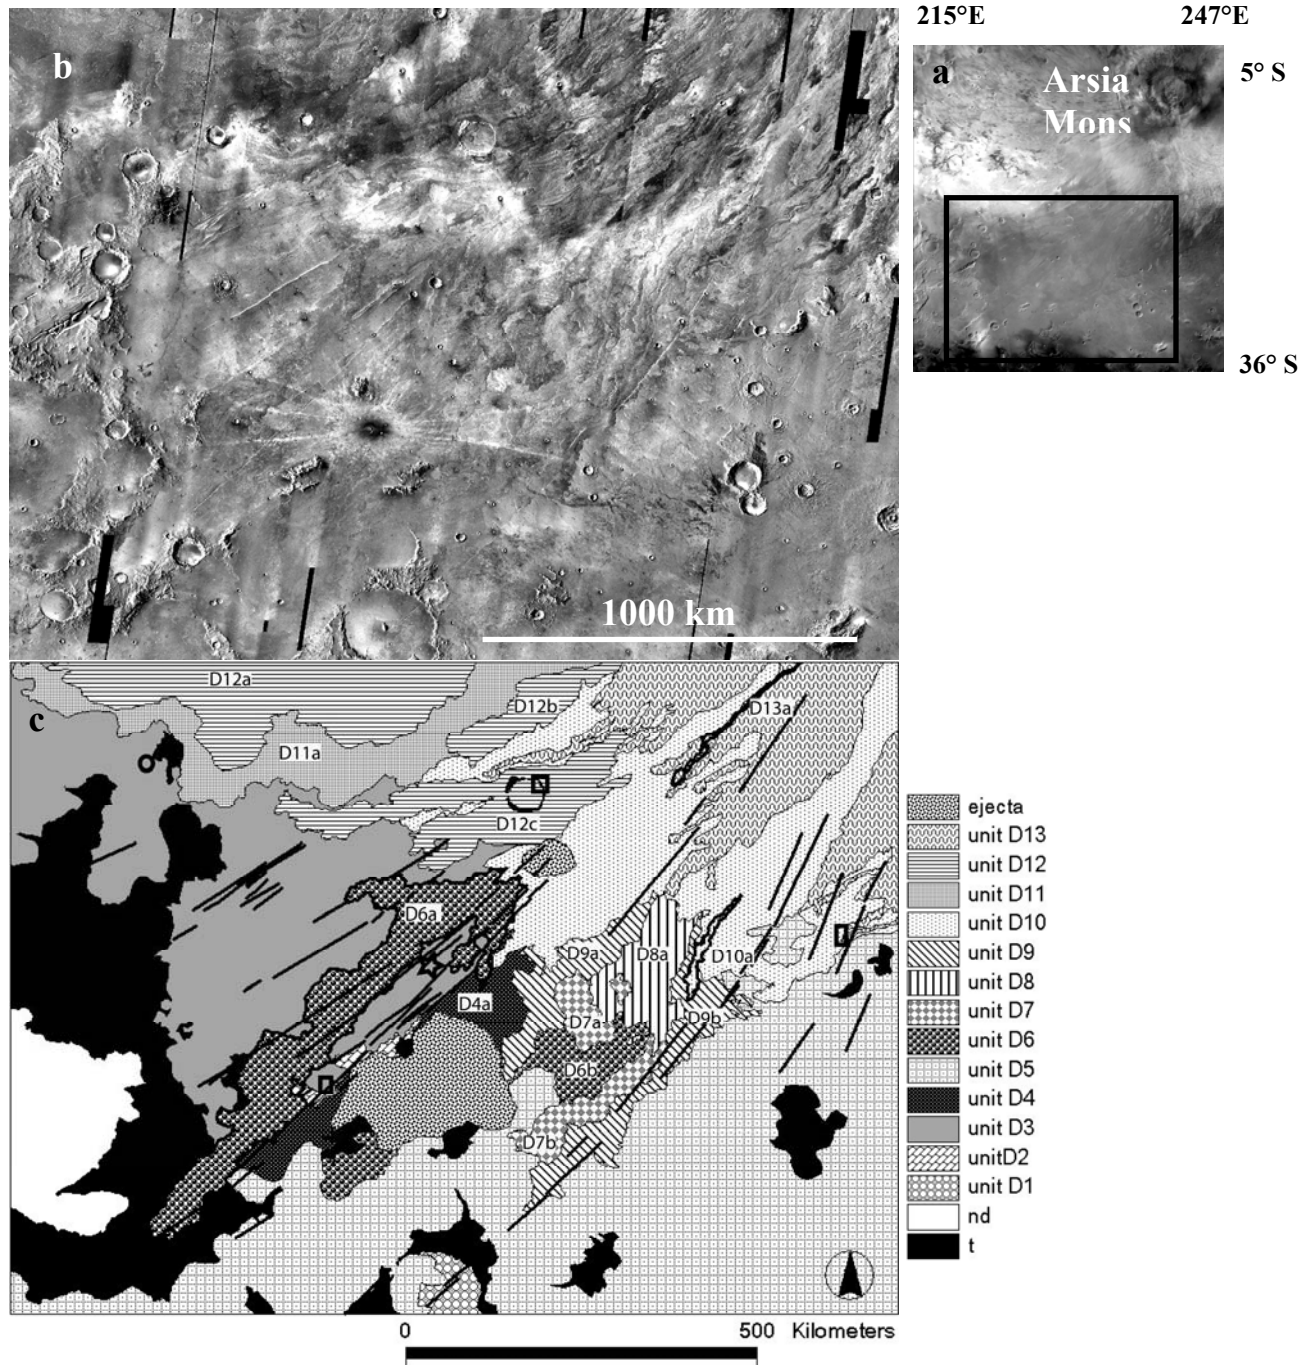 215°E 247°E
b
a
Arsia
Mons
5° S
36° S
1000 km
c
D12a
D12b
D13a
D11a
D12c
D6a
D9a
D8a
D10a
D4a
D7a
D9b
D6b
D7b
ejecta
unit D13
unit D12
unit D11
unit D10
unit D9
unit D8
unit D7
unit D6
unit D5
unit D4
unit D3
unitD2
unit D1
nd
t
0 500 Kilometers